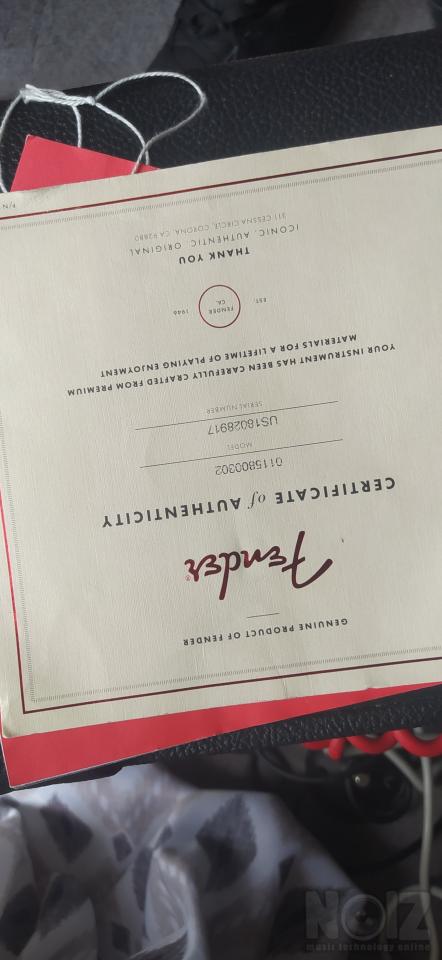 GENUINE PRODUCT OF FENDER
Fender®
CERTIFICATE of AUTHENTICITY
0115800302
MODEL
US18028917
SERIAL NUMBER
YOUR INSTRUMENT HAS BEEN CAREFULLY CRAFTED FROM PREMIUM
MATERIALS FOR A LIFETIME OF PLAYING ENJOYMENT
EST. FENDER CA. 1946
THANK YOU
ICONIC. AUTHENTIC. ORIGINAL
311 CESSNA CIRCLE, CORONA, CA 92880
P/N
NOIZ
music technology online